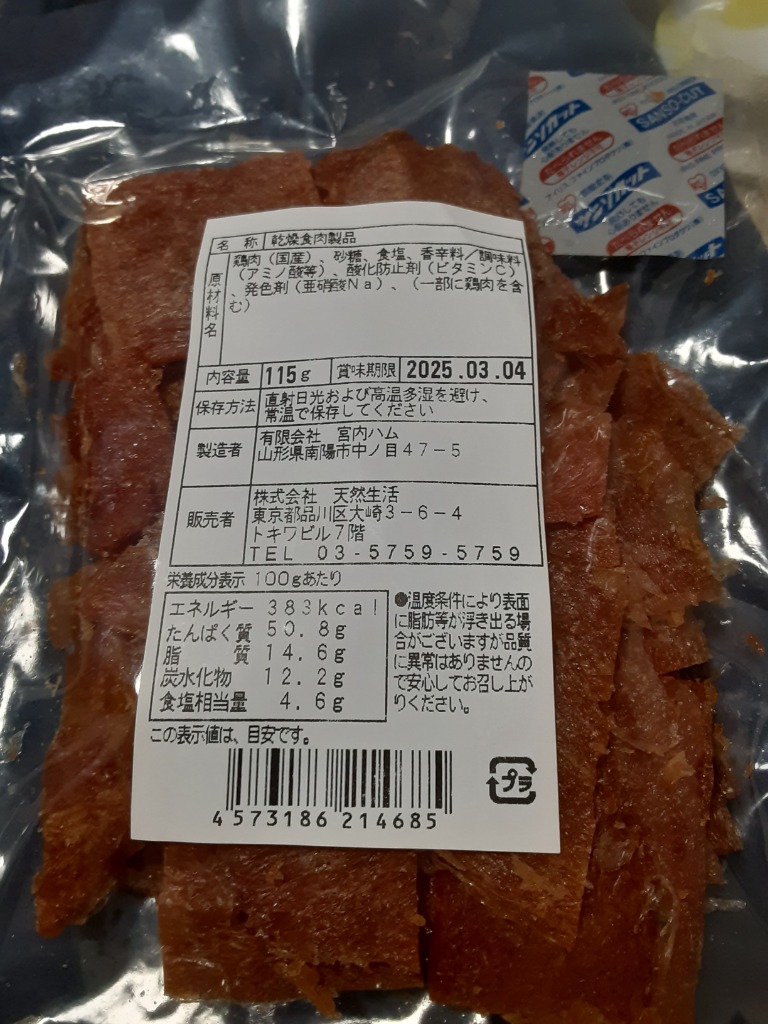 サンソカット
SANSO-CUT
サンソカット
名 称 乾燥食肉製品
原材料名
鶏肉（国産）、砂糖、食塩、香辛料／調味料
（アミノ酸等）、酸化防止剤（ビタミンＣ）
、発色剤（亜硝酸Ｎａ）、（一部に鶏肉を含
む）
内容量 115g 賞味期限 2025.03.04
保存方法 直射日光および高温多湿を避け、
常温で保存してください
製造者 有限会社 宮内ハム
山形県南陽市中ノ目４７－５
販売者 株式会社 天然生活
東京都品川区大崎３－６－４
トキワビル７階
ＴＥＬ ０３－５７５９－５７５９
栄養成分表示 100gあたり
エネルギー 383kcal
たんぱく質 50.8g
脂 質 14.6g
炭水化物 12.2g
食塩相当量 4.6g
この表示値は、目安です。
●温度条件により表面
に脂肪等が浮き出る場
合がございますが品質
に異常はありませんの
で安心してお召し上が
りください。
プラ
4573186 214685